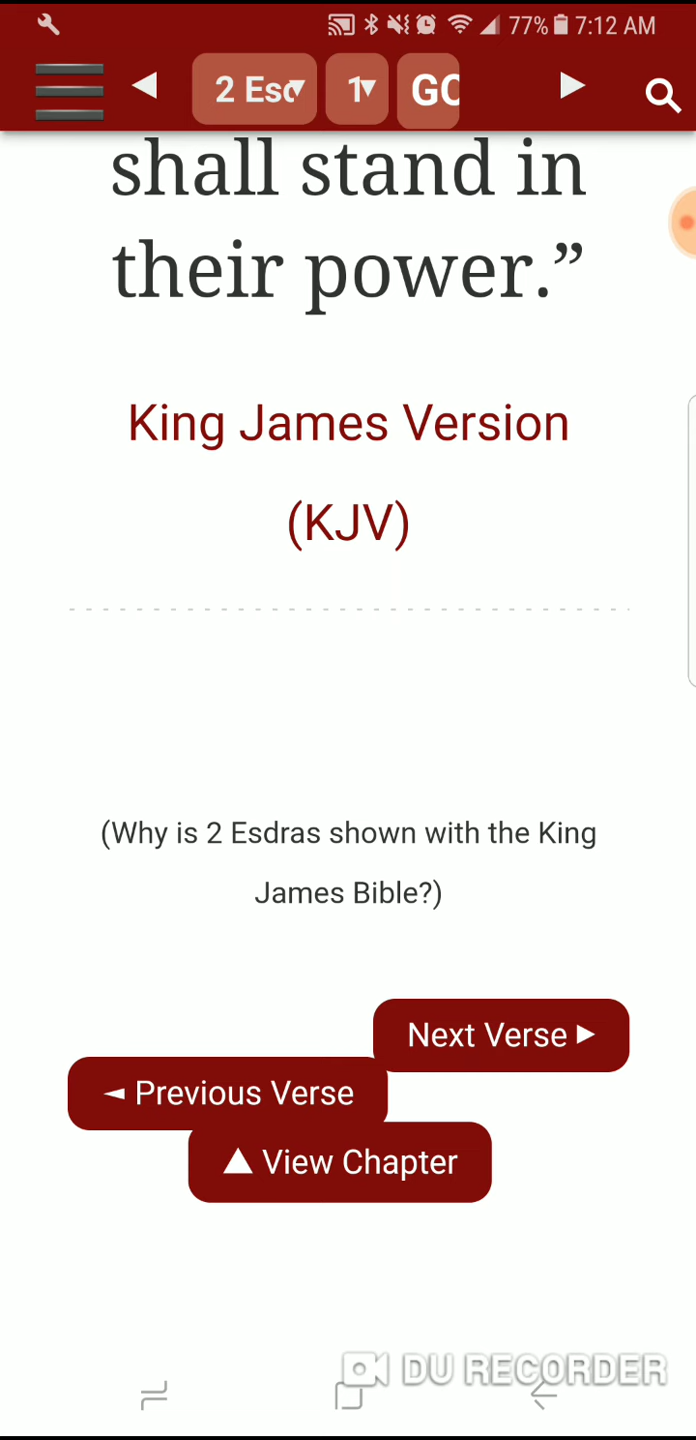 77% 7:12 AM
2 Esd 1 GO
shall stand in
their power.”
King James Version
(KJV)
(Why is 2 Esdras shown with the King
James Bible?)
Next Verse ►
◄ Previous Verse
▲ View Chapter
DU RECORDER